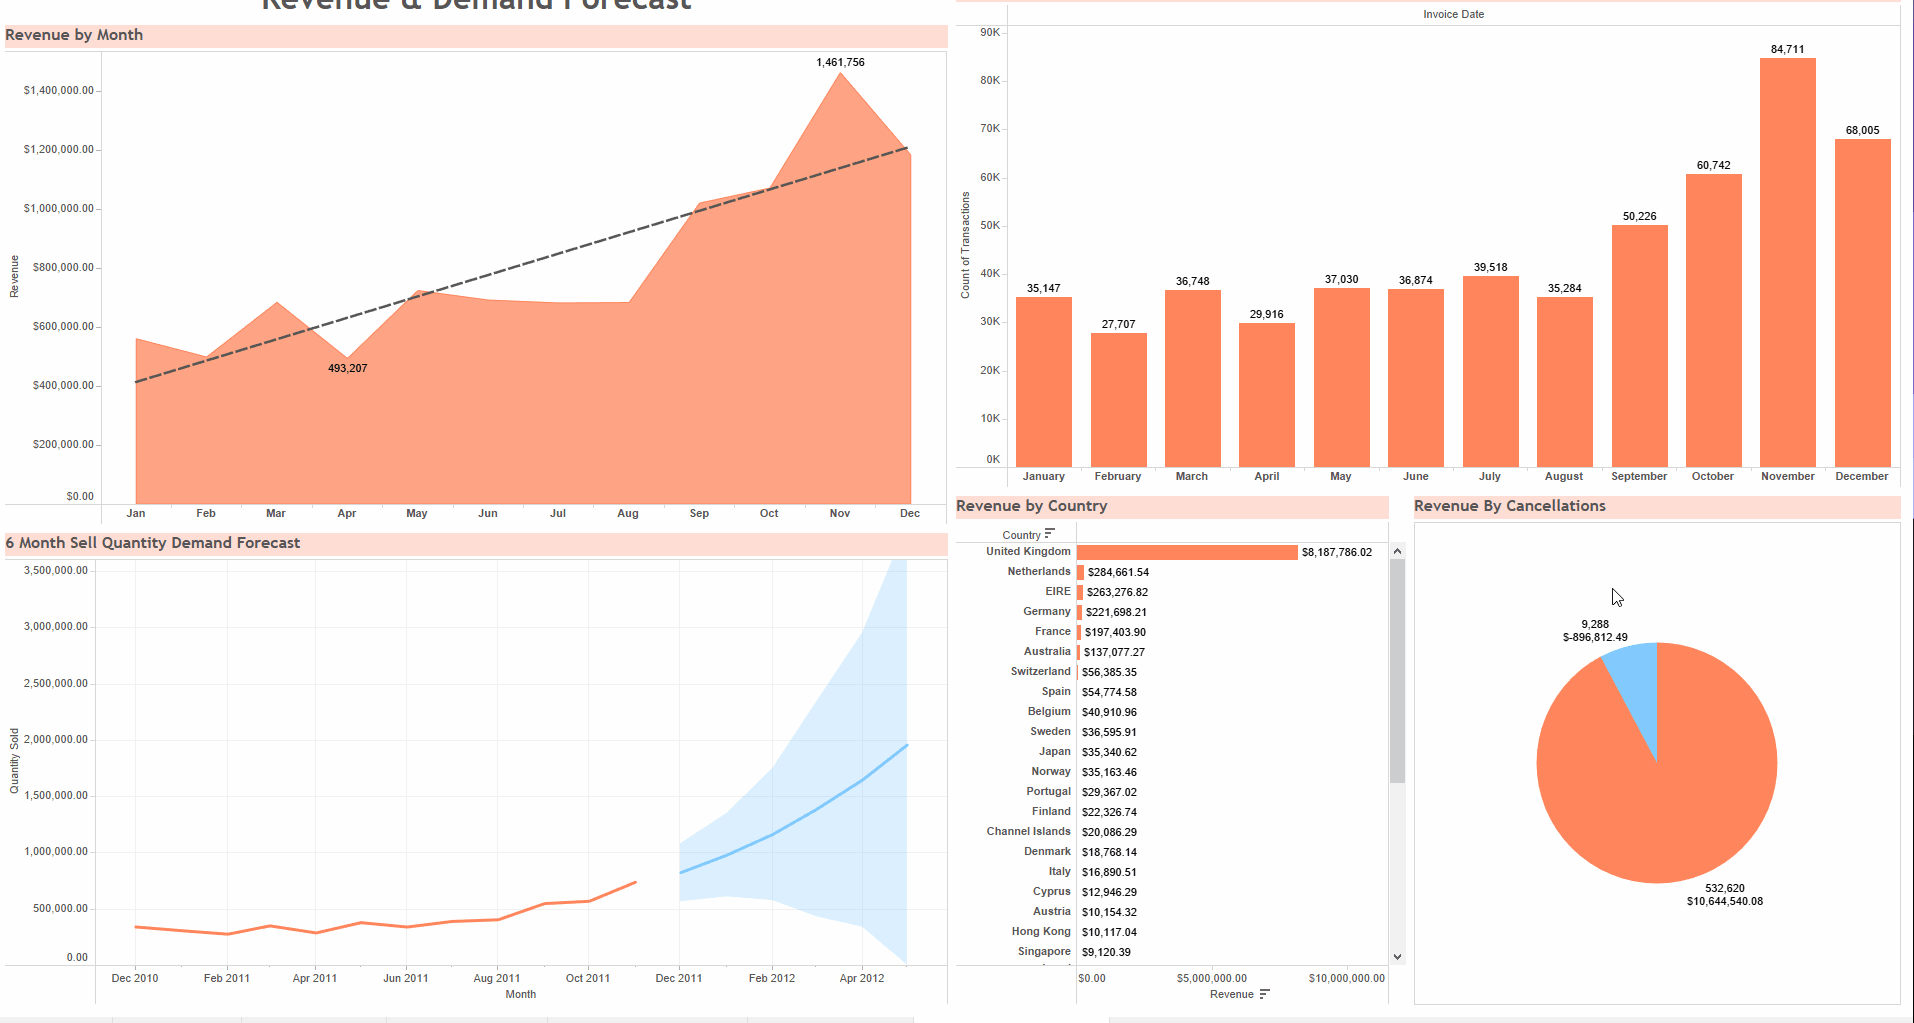 Revenue & Demand Forecast
Revenue by Month
1,461,756
$1,400,000.00
$1,200,000.00
$1,000,000.00
$800,000.00
$600,000.00
$400,000.00
$200,000.00
$0.00
Revenue
493,207
Jan Feb Mar Apr May Jun Jul Aug Sep Oct Nov Dec
Invoice Date
90K
80K
70K
60K
50K
40K
30K
20K
10K
0K
Count of Transactions
35,147
27,707
36,748
29,916
37,030
36,874
39,518
35,284
50,226
60,742
84,711
68,005
January February March April May June July August September October November December
6 Month Sell Quantity Demand Forecast
3,500,000.00
3,000,000.00
2,500,000.00
2,000,000.00
1,500,000.00
1,000,000.00
500,000.00
0.00
Quantity Sold
Dec 2010 Feb 2011 Apr 2011 Jun 2011 Aug 2011 Oct 2011 Dec 2011 Feb 2012 Apr 2012
Month
Revenue by Country
Country
United Kingdom $8,187,786.02
Netherlands $284,661.54
EIRE $263,276.82
Germany $221,698.21
France $197,403.90
Australia $137,077.27
Switzerland $56,385.35
Spain $54,774.58
Belgium $40,910.96
Sweden $36,595.91
Japan $35,340.62
Norway $35,163.46
Portugal $29,367.02
Finland $22,326.74
Channel Islands $20,086.29
Denmark $18,768.14
Italy $16,890.51
Cyprus $12,946.29
Austria $10,154.32
Hong Kong $10,117.04
Singapore $9,120.39
$0.00 $5,000,000.00 $10,000,000.00
Revenue
Revenue By Cancellations
9,288
$-896,812.49
532,620
$10,644,540.08